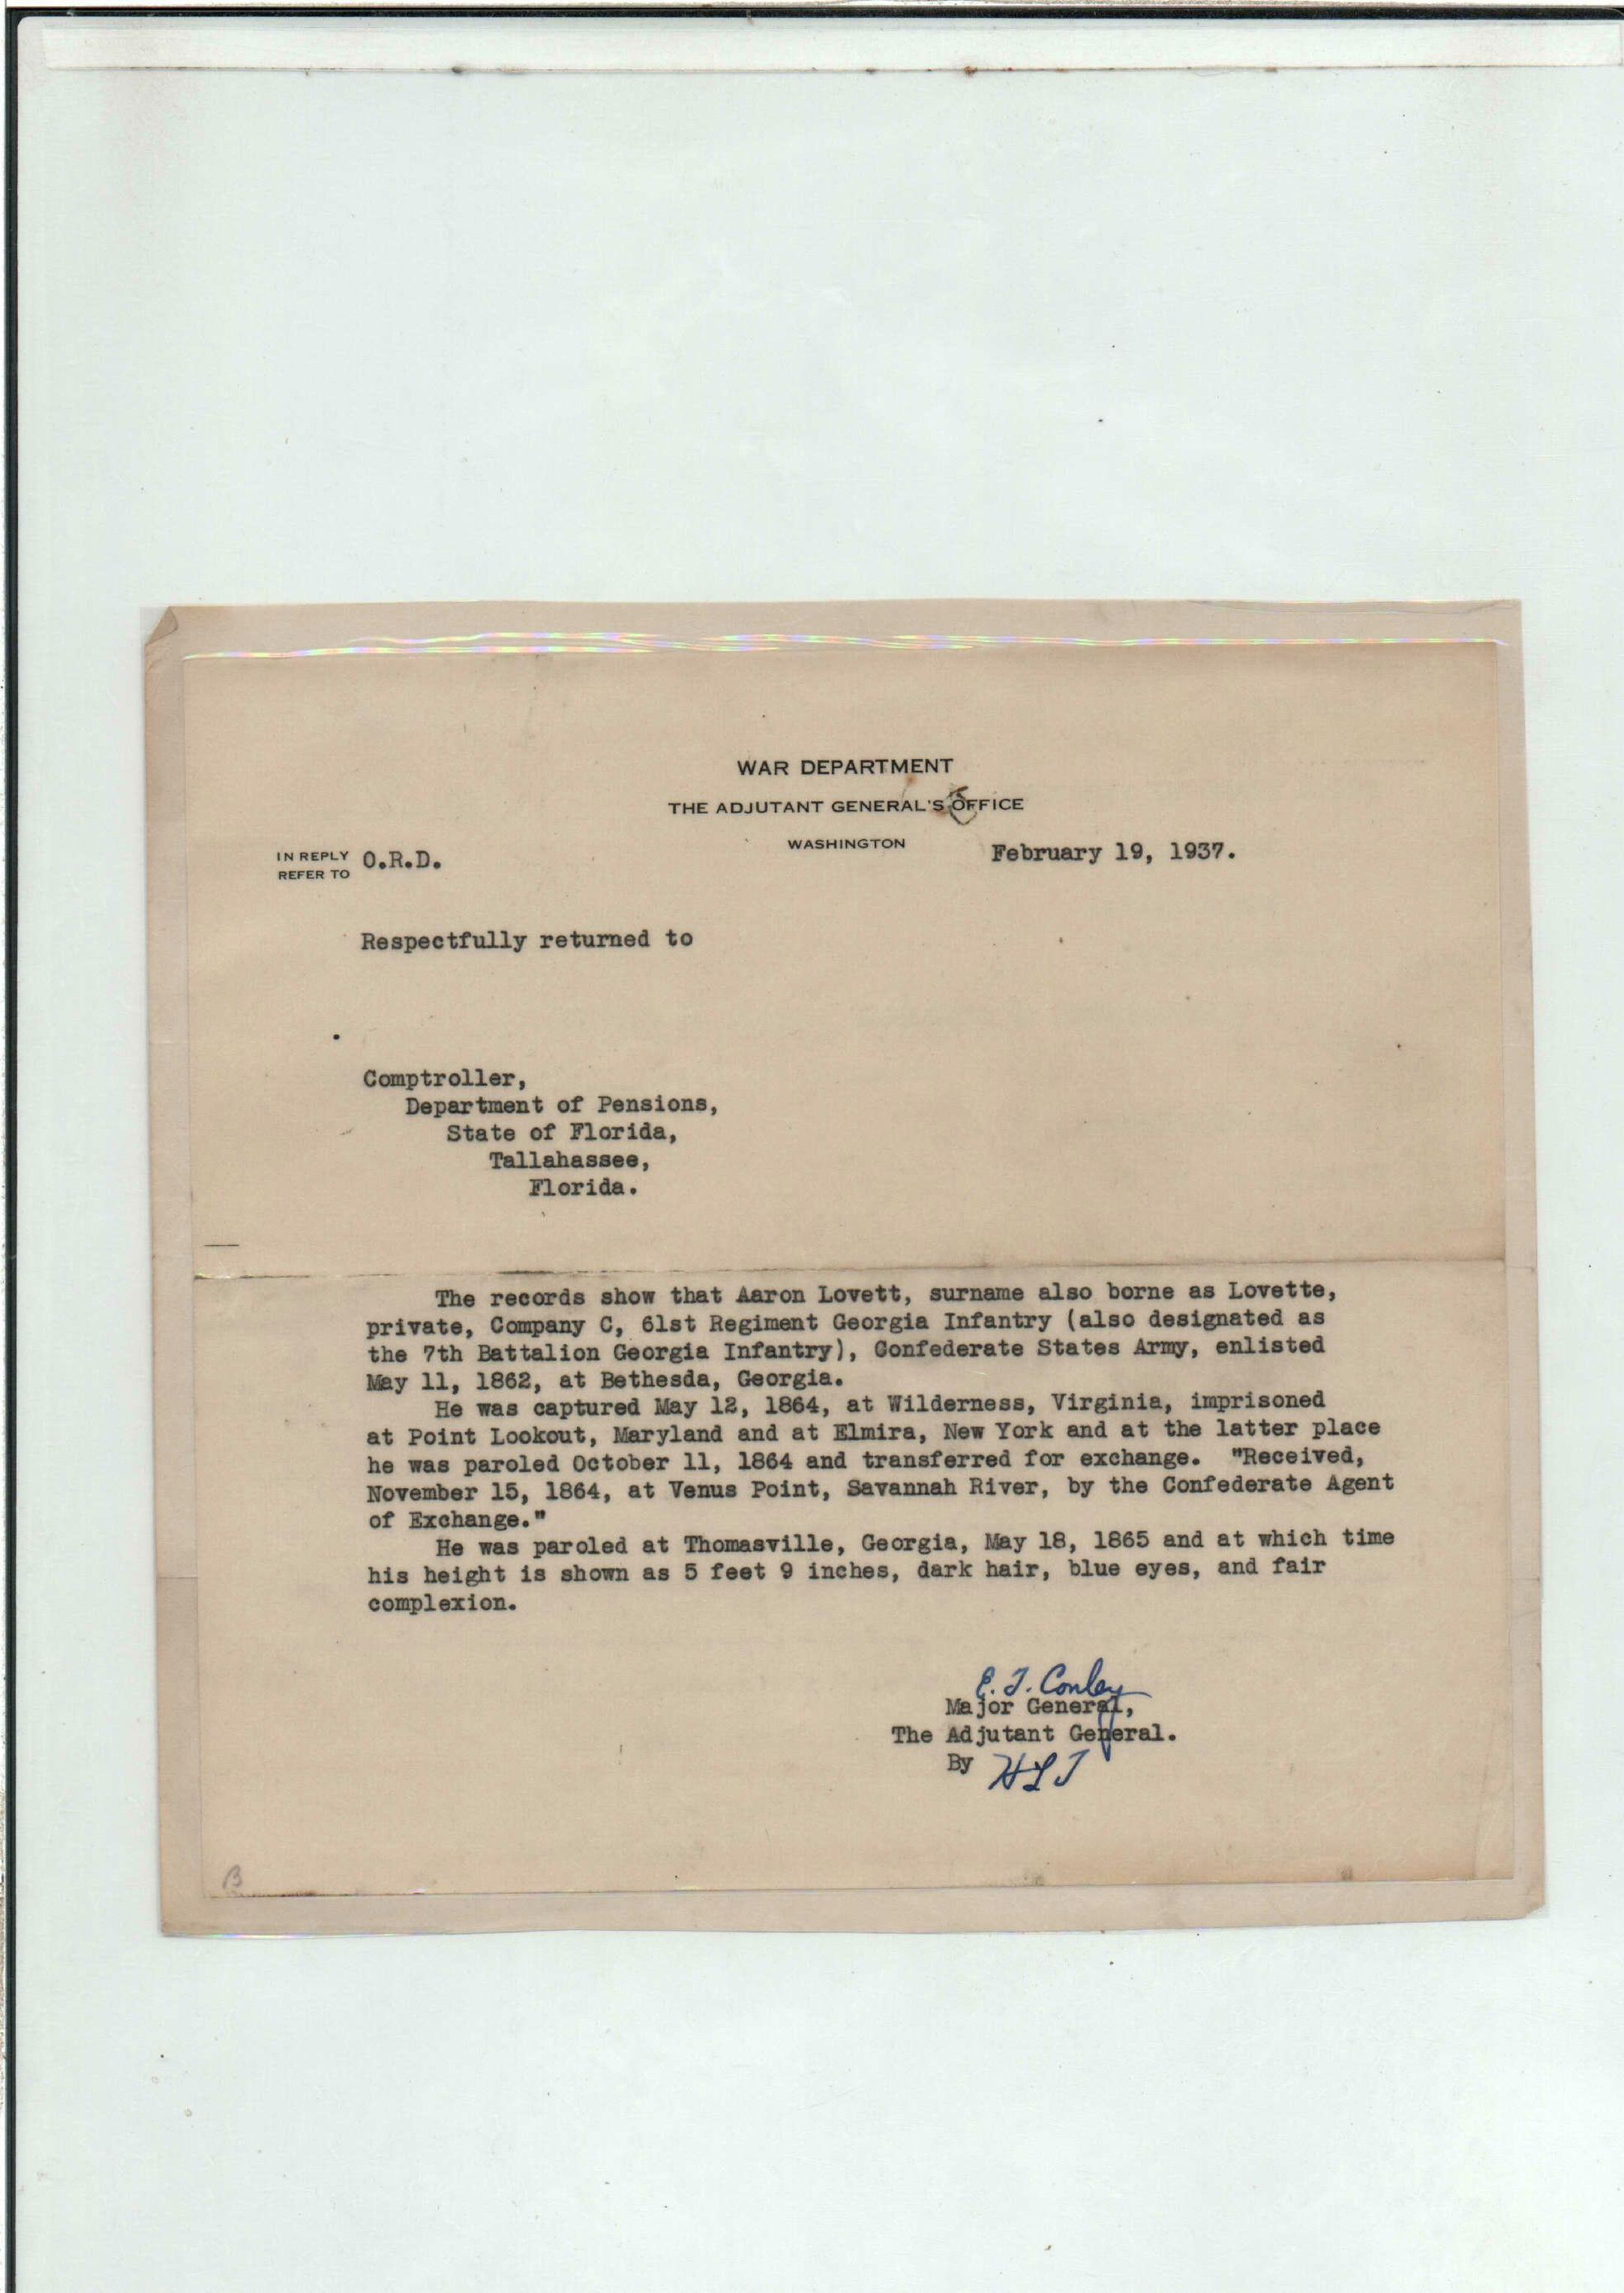 WAR DEPARTMENT
THE ADJUTANT GENERAL'S OFFICE
WASHINGTON
February 19, 1937.
IN REPLY
REFER TO O.R.D.
Respectfully returned to
Comptroller,
Department of Pensions,
State of Florida,
Tallahassee,
Florida.
The records show that Aaron Lovett, surname also borne as Lovette,
private, Company C, 61st Regiment Georgia Infantry (also designated as
the 7th Battalion Georgia Infantry), Confederate States Army, enlisted
May 11, 1862, at Bethesda, Georgia.
He was captured May 12, 1864, at Wilderness, Virginia, imprisoned
at Point Lookout, Maryland and at Elmira, New York and at the latter place
he was paroled October 11, 1864 and transferred for exchange. "Received,
November 15, 1864, at Venus Point, Savannah River, by the Confederate Agent
of Exchange."
He was paroled at Thomasville, Georgia, May 18, 1865 and at which time
his height is shown as 5 feet 9 inches, dark hair, blue eyes, and fair
complexion.
E. T. Conley
Major General,
The Adjutant General.
By HLT
B